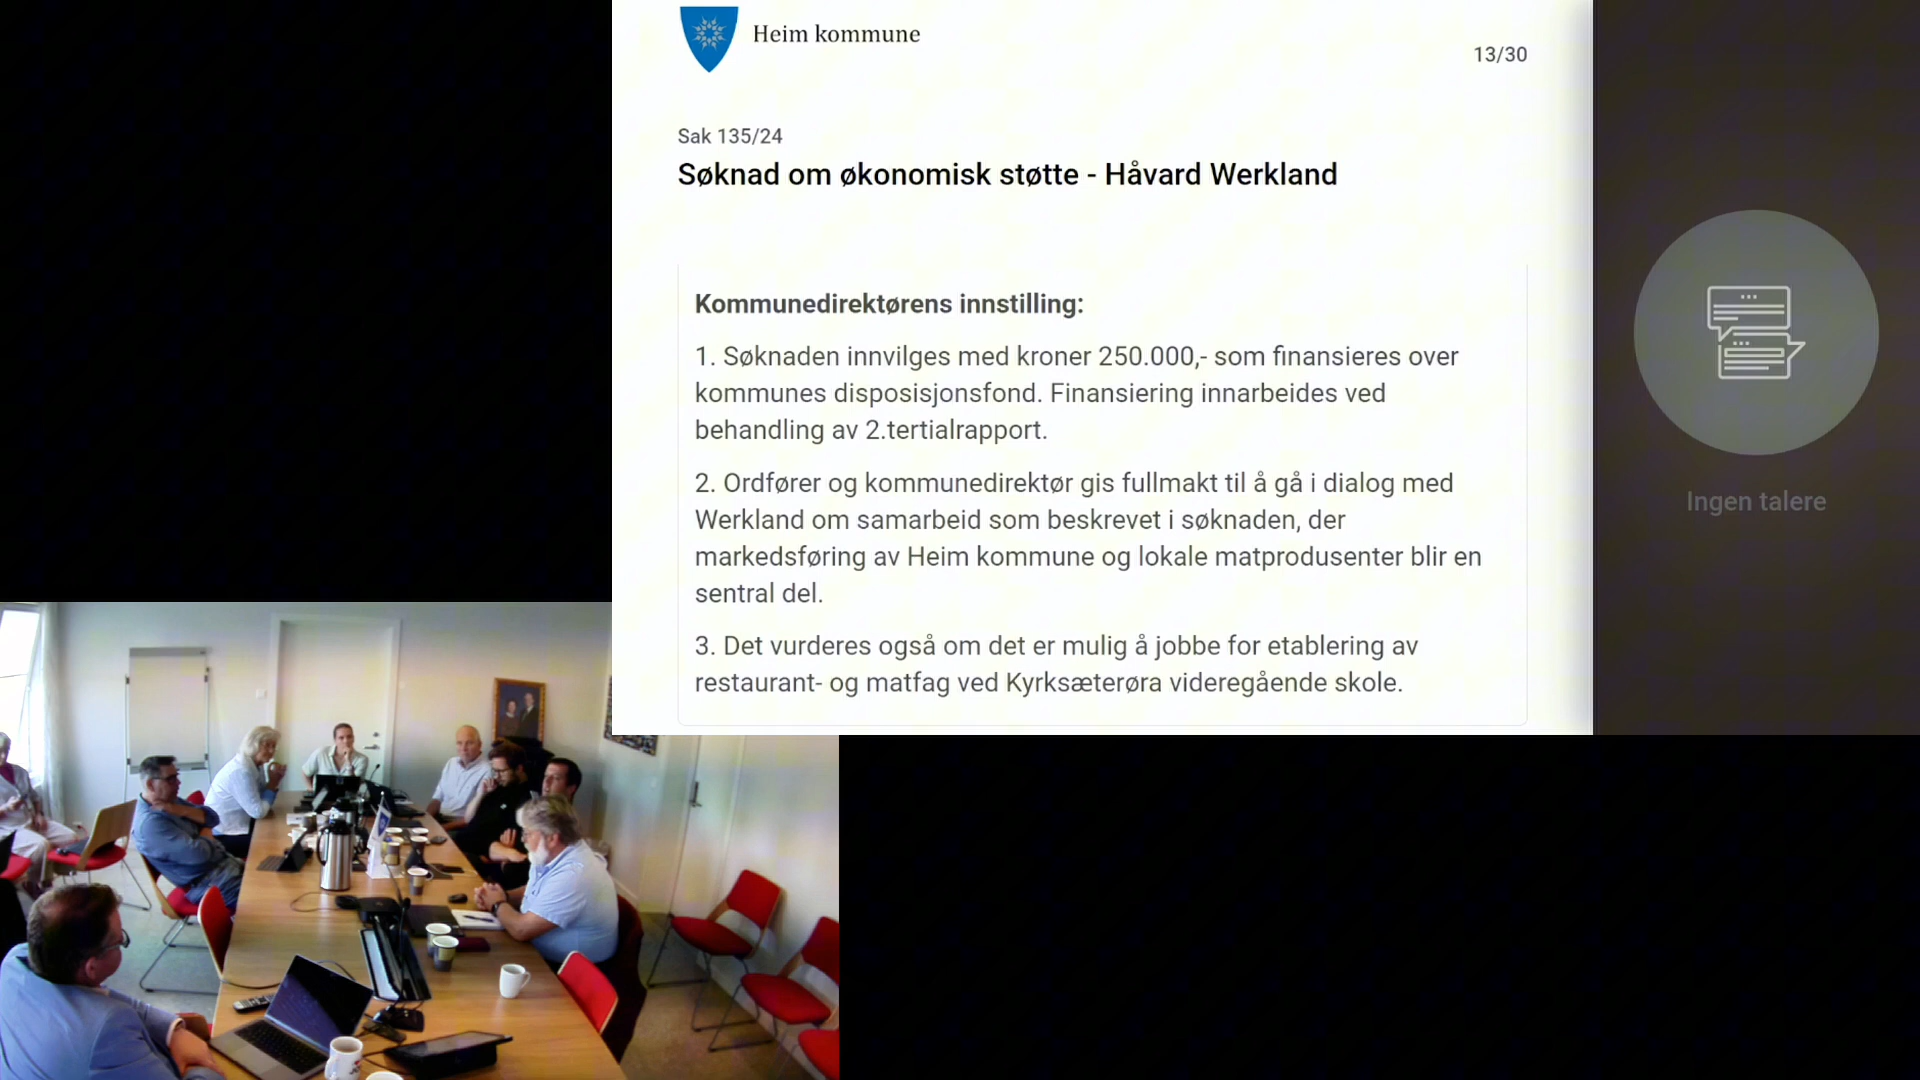 Heim kommune
13/30
Sak 135/24
Søknad om økonomisk støtte - Håvard Werkland
Kommunedirektørens innstilling:
1. Søknaden innvilges med kroner 250.000,- som finansieres over
kommunes disposisjonsfond. Finansiering innarbeides ved
behandling av 2.tertialrapport.
2. Ordfører og kommunedirektør gis fullmakt til å gå i dialog med
Werkland om samarbeid som beskrevet i søknaden, der
markedsføring av Heim kommune og lokale matprodusenter blir en
sentral del.
3. Det vurderes også om det er mulig å jobbe for etablering av
restaurant- og matfag ved Kyrksæterøra videregående skole.
Ingen talere